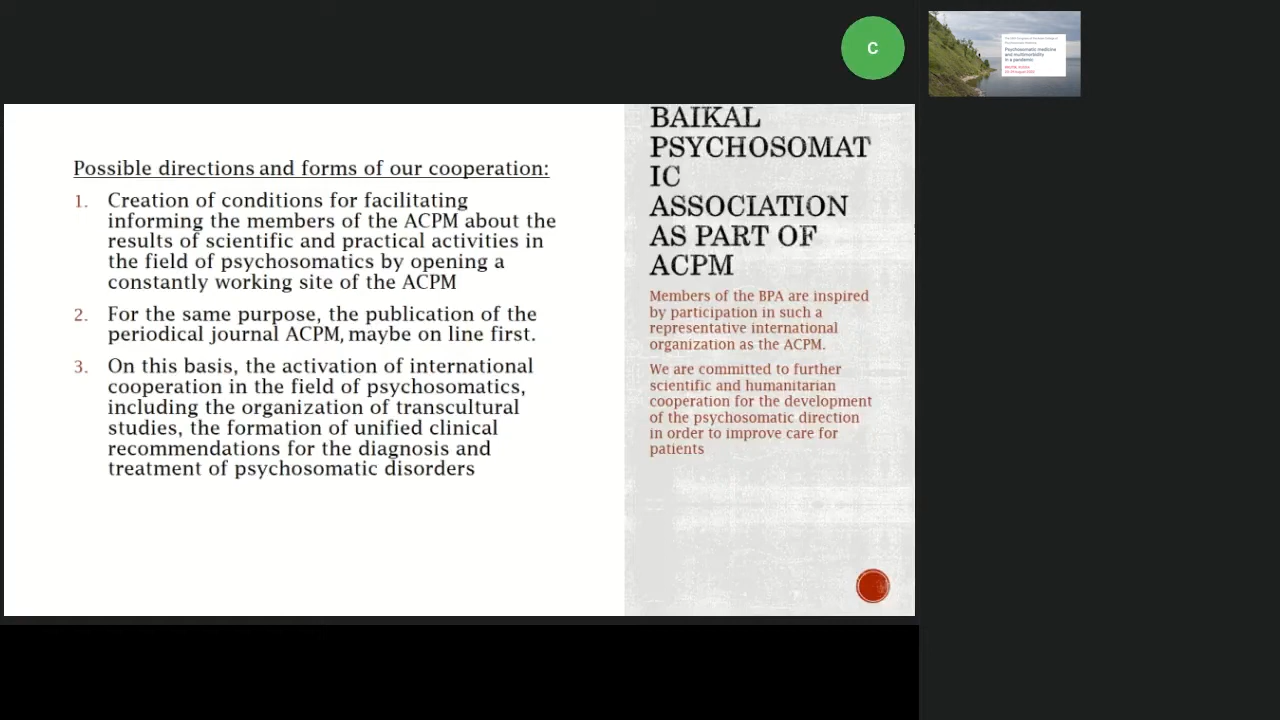 C
Psychosomatic medicine
and multimorbidity
in a pandemic
Possible directions and forms of our cooperation:
1. Creation of conditions for facilitating
informing the members of the ACPM about the
results of scientific and practical activities in
the field of psychosomatics by opening a
constantly working site of the ACPM
2. For the same purpose, the publication of the
periodical journal ACPM, maybe on line first.
3. On this basis, the activation of international
cooperation in the field of psychosomatics,
including the organization of transcultural
studies, the formation of unified clinical
recommendations for the diagnosis and
treatment of psychosomatic disorders
BAIKAL
PSYCHOSOMAT
IC
ASSOCIATION
AS PART OF
ACPM
Members of the BPA are inspired
by participation in such a
representative international
organization as the ACPM.
We are committed to further
scientific and humanitarian
cooperation for the development
of the psychosomatic direction
in order to improve care for
patients